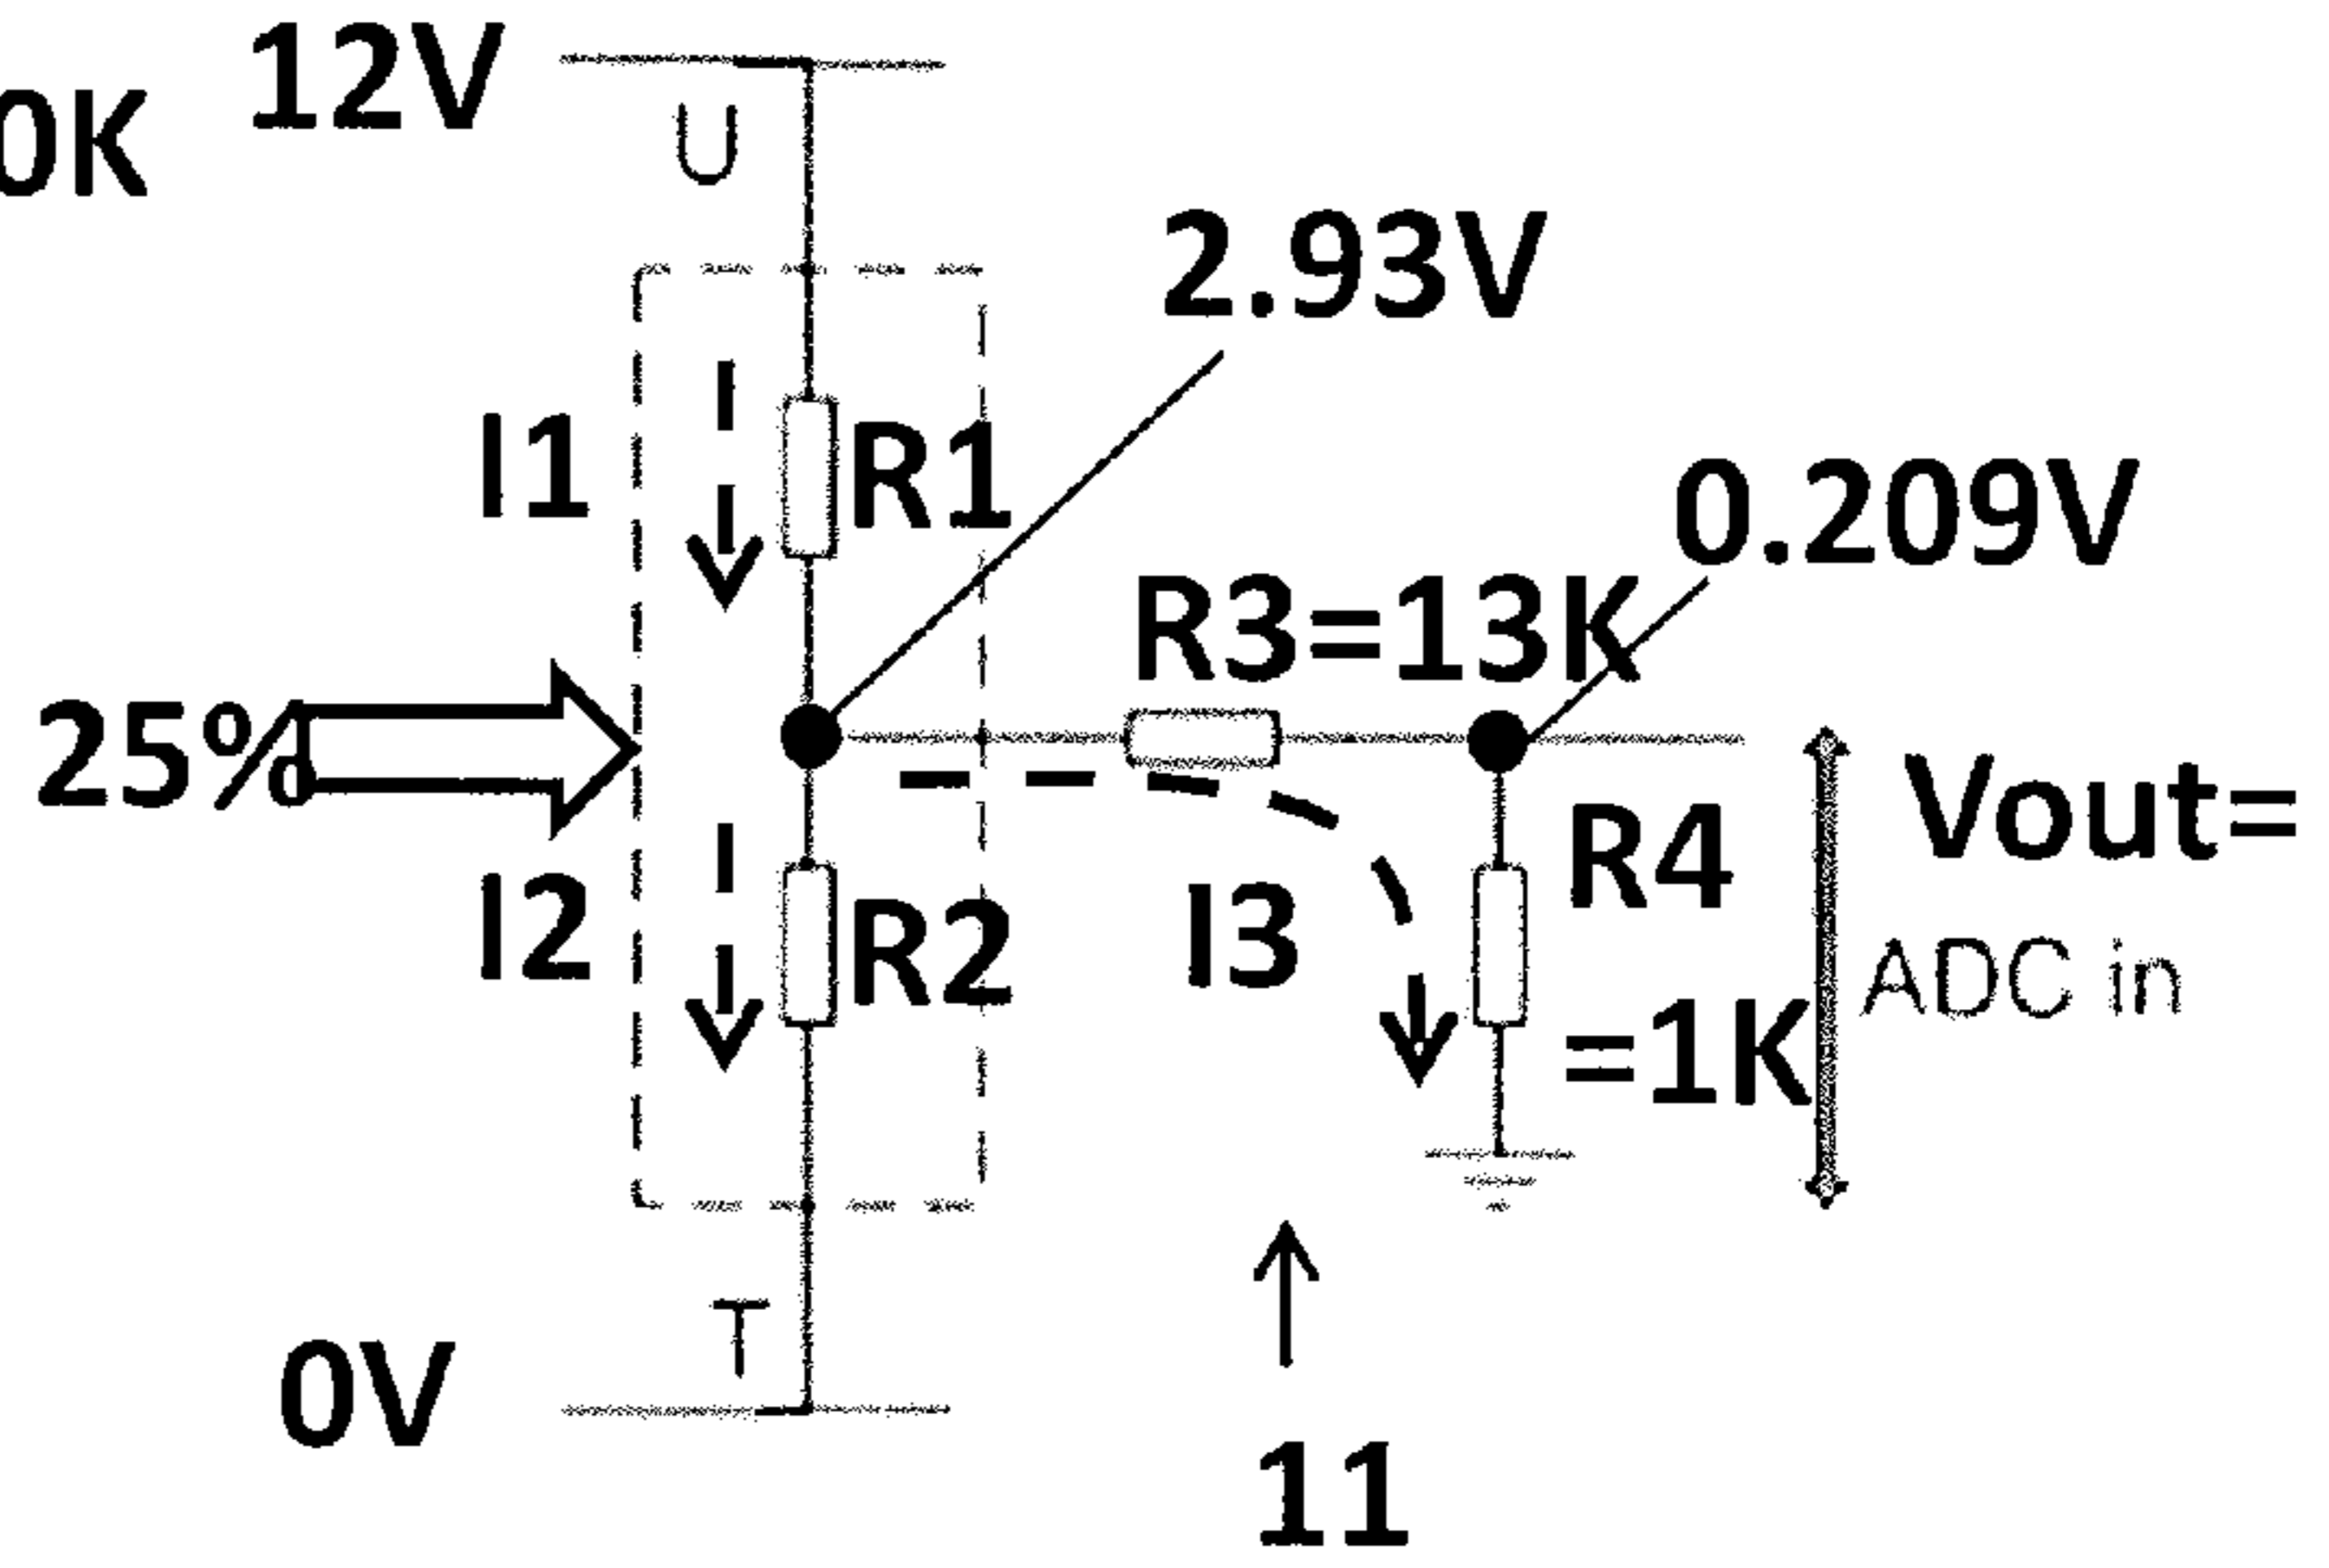 12V
0K
U
2.93V
I1
R1
0.209V
R3=13K
25%
Vout=
I2
R2
I3
R4
ADC in
=1K
T
0V
11